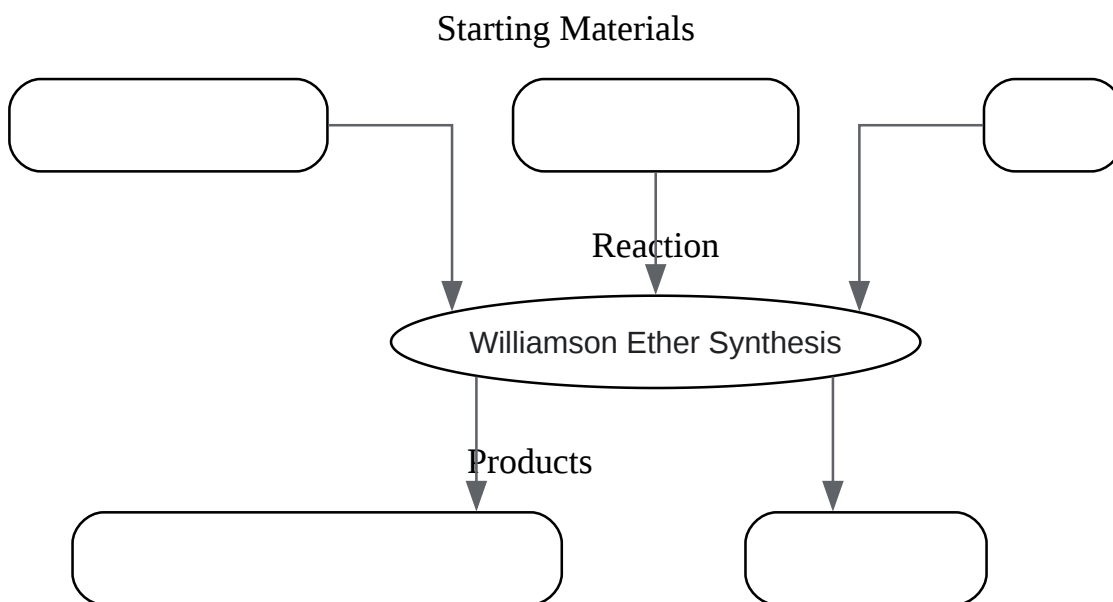 Starting Materials
Reaction
Williamson Ether Synthesis
Products